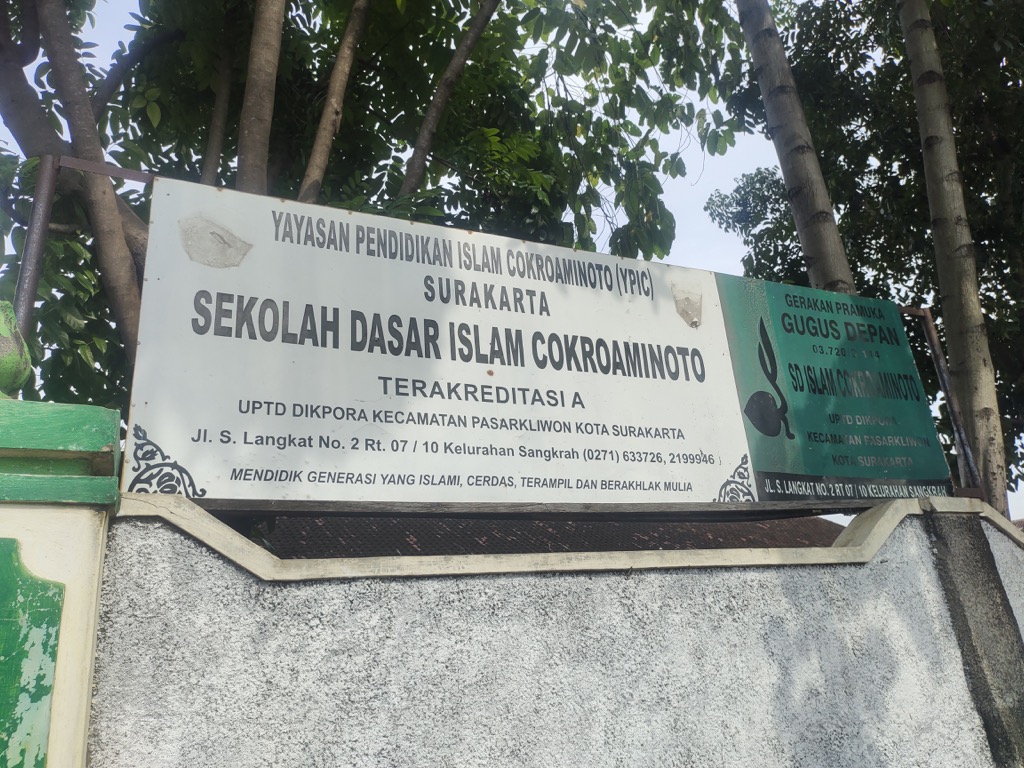 YAYASAN PENDIDIKAN ISLAM COKROAMINOTO (YPIC)
SURAKARTA
SEKOLAH DASAR ISLAM COKROAMINOTO
TERAKREDITASI A
UPTD DIKPORA KECAMATAN PASARKLIWON KOTA SURAKARTA
Jl. S. Langkat No. 2 Rt. 07 / 10 Kelurahan Sangkrah (0271) 633726, 2199946
MENDIDIK GENERASI YANG ISLAMI, CERDAS, TERAMPIL DAN BERAKHLAK MULIA
GERAKAN PRAMUKA
GUGUS DEPAN
SD ISLAM COKROAMINOTO
UPTD DIKPORA
KECAMATAN PASARKLIWON
KOTA SURAKARTA
JL. S. LANGKAT NO. 2 RT 07 / 10 KELURAHAN SANGKRAH